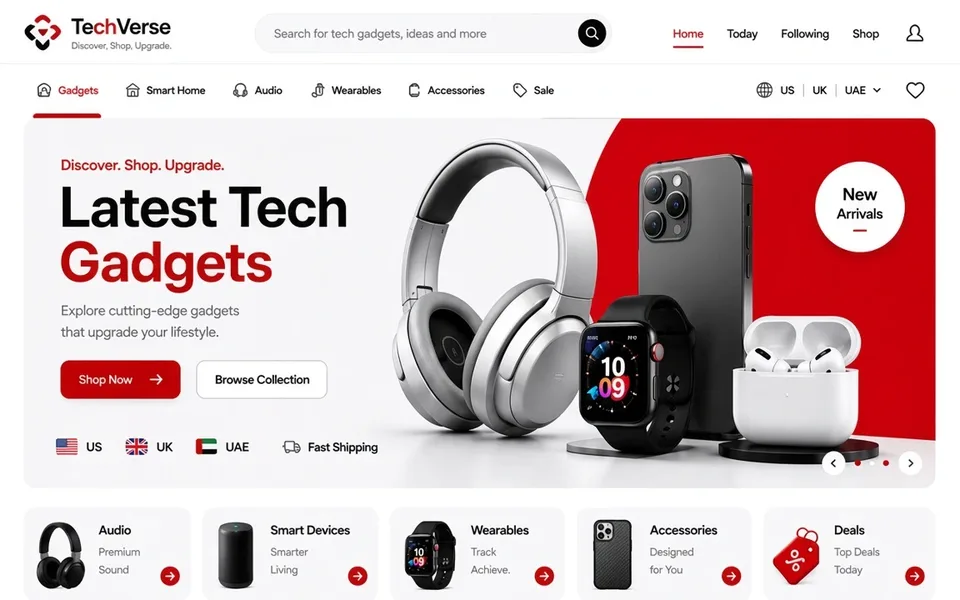 TechVerse
Discover, Shop, Upgrade.
Search for tech gadgets, ideas and more
Home
Today
Following
Shop
Gadgets
Smart Home
Audio
Wearables
Accessories
Sale
US
UK
UAE
Discover. Shop. Upgrade.
Latest Tech
Gadgets
Explore cutting-edge gadgets
that upgrade your lifestyle.
Shop Now
Browse Collection
US
UK
UAE
Fast Shipping
10
09
New
Arrivals
Audio
Premium
Sound
Smart Devices
Smarter
Living
Wearables
Track
Achieve.
10
09
Accessories
Designed
for You
Deals
Top Deals
Today
%